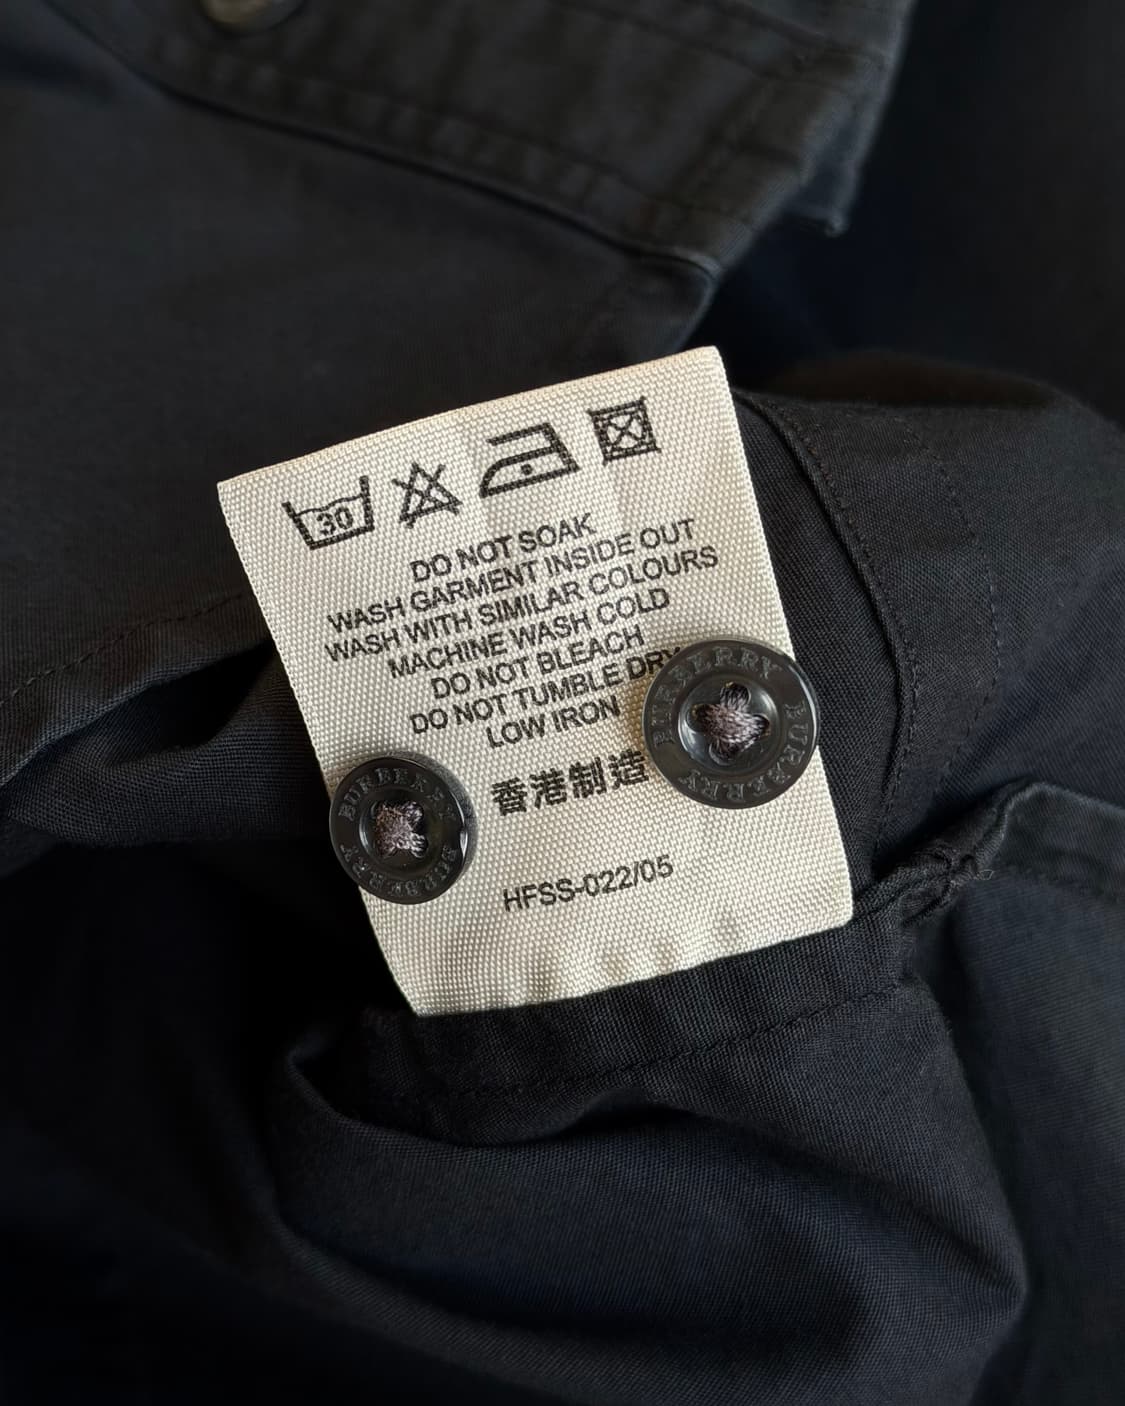 30
DO NOT SOAK
WASH GARMENT INSIDE OUT
WASH WITH SIMILAR COLOURS
MACHINE WASH COLD
DO NOT BLEACH
DO NOT TUMBLE DRY
LOW IRON
BURBERRY BURBERRY
香港制造
BURBERRY BURBERRY
HFSS-022/05